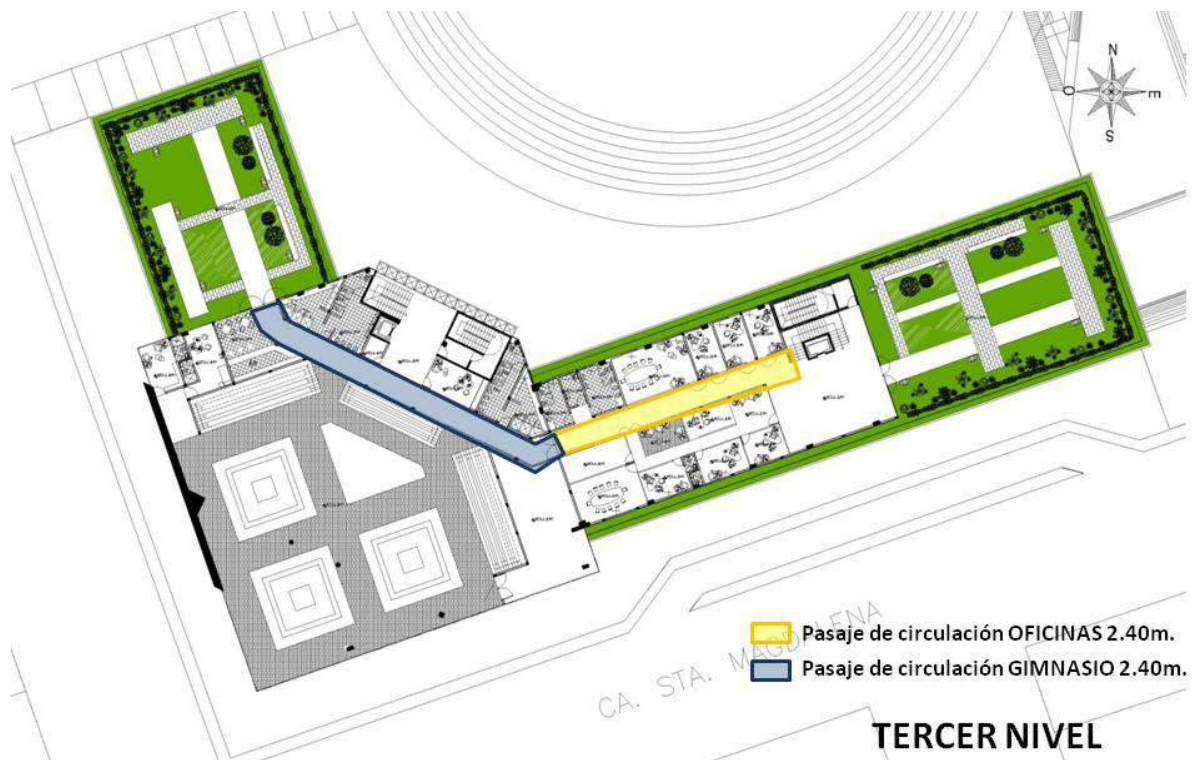 N
O
E
S
Pasaje de circulación OFICINAS 2.40m.
Pasaje de circulación GIMNASIO 2.40m.
CA. STA. MAGDALENA
TERCER NIVEL